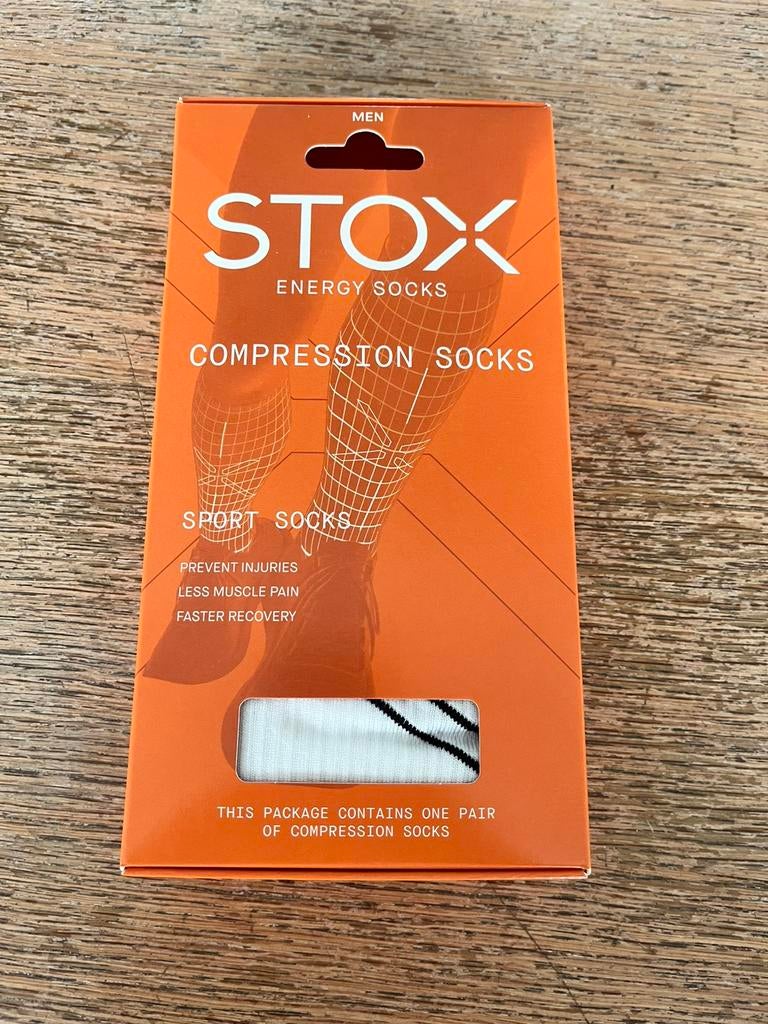 MEN
STOX
ENERGY SOCKS
COMPRESSION SOCKS
SPORT SOCKS
PREVENT INJURIES
LESS MUSCLE PAIN
FASTER RECOVERY
THIS PACKAGE CONTAINS ONE PAIR
OF COMPRESSION SOCKS